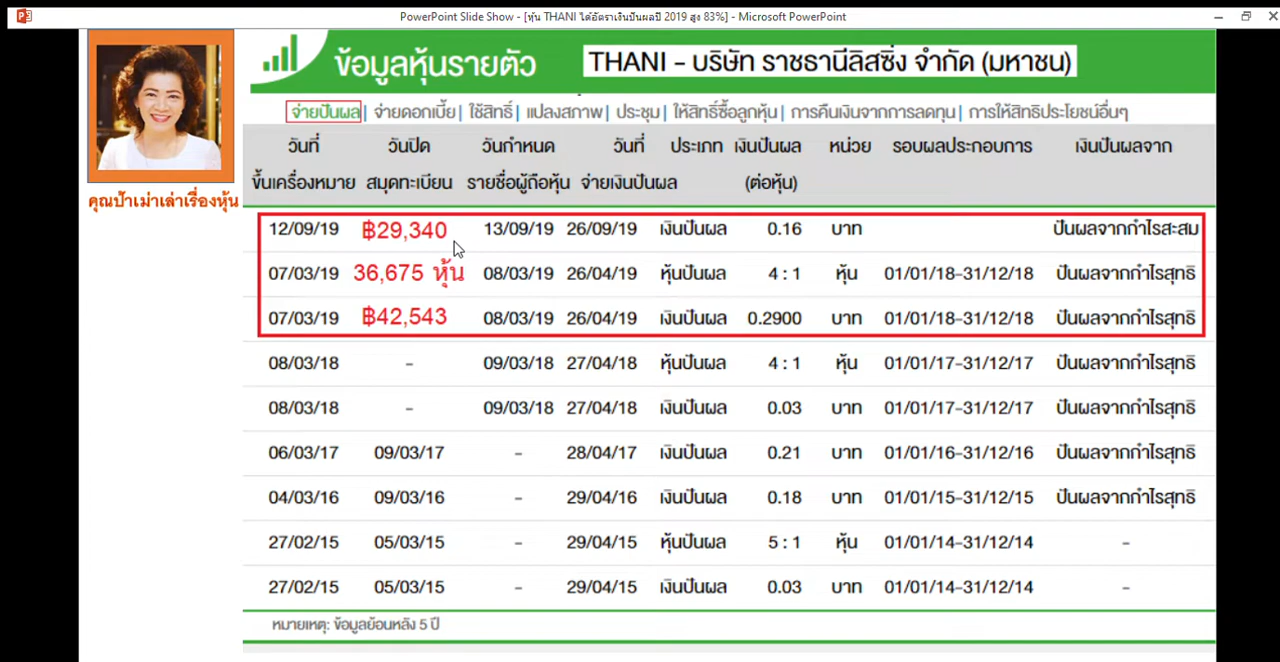 PowerPoint Slide Show - [หุ้น THANI ได้อัตราเงินปันผลปี 2019 สูง 83%] - Microsoft PowerPoint
ข้อมูลหุ้นรายตัว THANI - บริษัท ราชธานีลิสซิ่ง จำกัด (มหาชน)
คุณป้าเม่าเล่าเรื่องหุ้น
จ่ายปันผล| จ่ายดอกเบี้ย| ใช้สิทธิ์| แปลงสภาพ| ประชุม| ให้สิทธิ์ซื้อลูกหุ้น| การคืนเงินจากการลดทุน| การให้สิทธิประโยชน์อื่นๆ
วันที่ วันปิด วันกำหนด วันที่ ประเภท เงินปันผล หน่วย รอบผลประกอบการ เงินปันผลจาก
ขึ้นเครื่องหมาย สมุดทะเบียน รายชื่อผู้ถือหุ้น จ่ายเงินปันผล (ต่อหุ้น)
12/09/19 ฿29,340 13/09/19 26/09/19 เงินปันผล 0.16 บาท ปันผลจากกำไรสะสม
07/03/19 36,675 หุ้น 08/03/19 26/04/19 หุ้นปันผล 4 : 1 หุ้น 01/01/18-31/12/18 ปันผลจากกำไรสุทธิ
07/03/19 ฿42,543 08/03/19 26/04/19 เงินปันผล 0.2900 บาท 01/01/18-31/12/18 ปันผลจากกำไรสุทธิ
08/03/18 - 09/03/18 27/04/18 หุ้นปันผล 4 : 1 หุ้น 01/01/17-31/12/17 ปันผลจากกำไรสุทธิ
08/03/18 - 09/03/18 27/04/18 เงินปันผล 0.03 บาท 01/01/17-31/12/17 ปันผลจากกำไรสุทธิ
06/03/17 09/03/17 - 28/04/17 เงินปันผล 0.21 บาท 01/01/16-31/12/16 ปันผลจากกำไรสุทธิ
04/03/16 09/03/16 - 29/04/16 เงินปันผล 0.18 บาท 01/01/15-31/12/15 ปันผลจากกำไรสุทธิ
27/02/15 05/03/15 - 29/04/15 หุ้นปันผล 5 : 1 หุ้น 01/01/14-31/12/14 -
27/02/15 05/03/15 - 29/04/15 เงินปันผล 0.03 บาท 01/01/14-31/12/14 -
หมายเหตุ: ข้อมูลย้อนหลัง 5 ปี